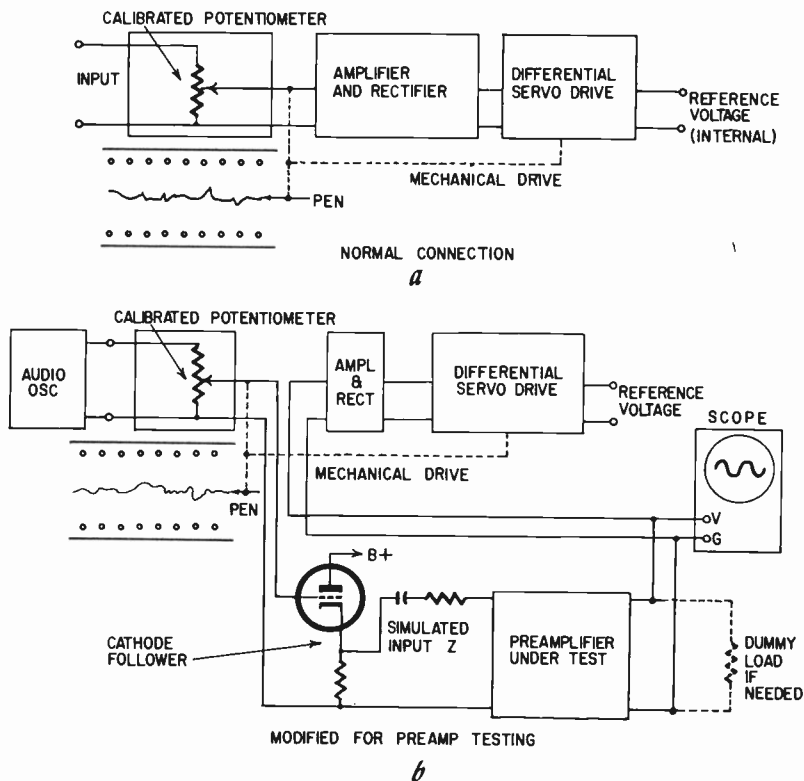 CALIBRATED POTENTIOMETER
INPUT
AMPLIFIER
AND RECTIFIER
DIFFERENTIAL
SERVO DRIVE
REFERENCE
VOLTAGE
(INTERNAL)
MECHANICAL DRIVE
PEN
NORMAL CONNECTION
a
CALIBRATED POTENTIOMETER
AUDIO
OSC
AMPL
&
RECT
DIFFERENTIAL
SERVO DRIVE
REFERENCE
VOLTAGE
SCOPE
MECHANICAL DRIVE
PEN
V
G
B+
CATHODE
FOLLOWER
SIMULATED
INPUT Z
PREAMPLIFIER
UNDER TEST
DUMMY
LOAD
IF
NEEDED
MODIFIED FOR PREAMP TESTING
b